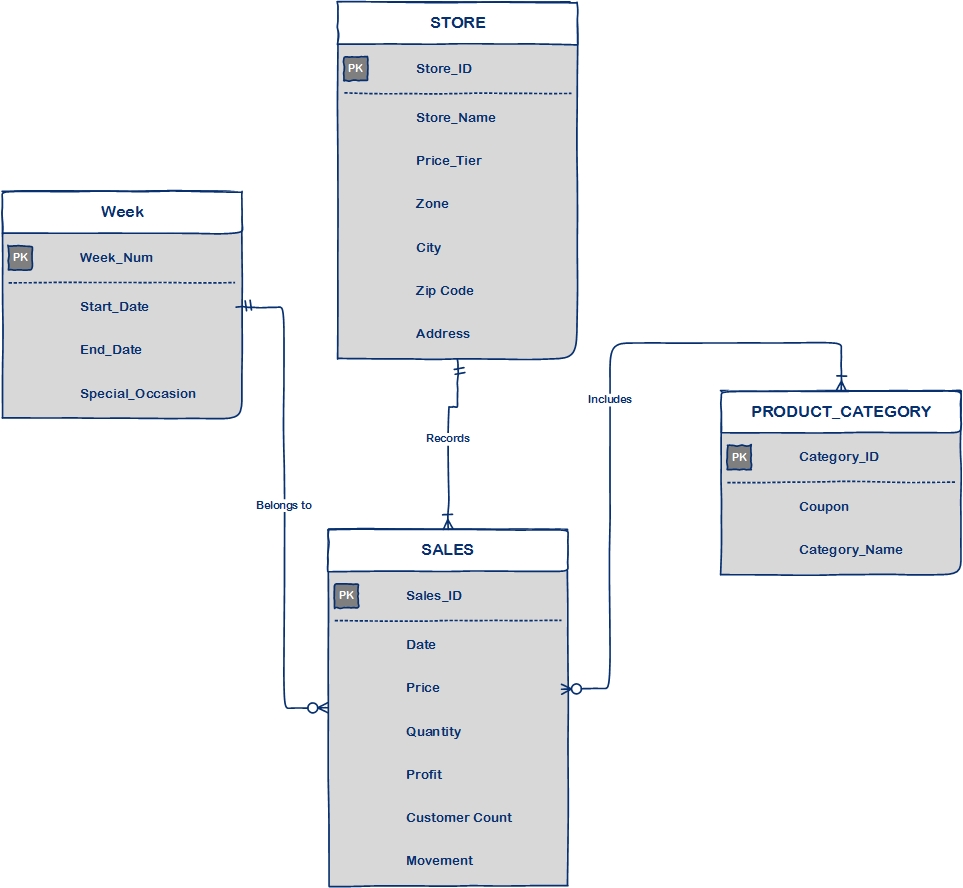 STORE
PK Store_ID
Store_Name
Price_Tier
Zone
City
Zip Code
Address
Week
PK Week_Num
Start_Date
End_Date
Special_Occasion
Includes
Records
Belongs to
PRODUCT_CATEGORY
PK Category_ID
Coupon
Category_Name
SALES
PK Sales_ID
Date
Price
Quantity
Profit
Customer Count
Movement